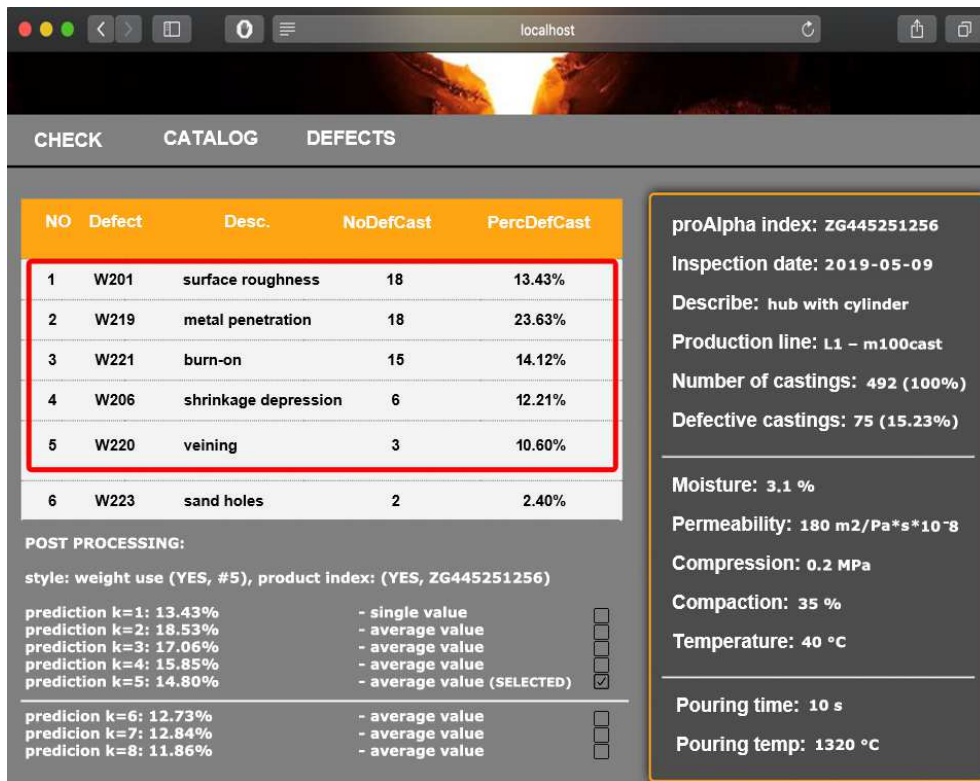 localhost
CHECK CATALOG DEFECTS
NO Defect Desc. NoDefCast PercDefCast
1 W201 surface roughness 18 13.43%
2 W219 metal penetration 18 23.63%
3 W221 burn-on 15 14.12%
4 W206 shrinkage depression 6 12.21%
5 W220 veining 3 10.60%
6 W223 sand holes 2 2.40%
POST PROCESSING:
style: weight use (YES, #5), product index: (YES, ZG445251256)
prediction k=1: 13.43% - single value
prediction k=2: 18.53% - average value
prediction k=3: 17.06% - average value
prediction k=4: 15.85% - average value
prediction k=5: 14.80% - average value (SELECTED)
predicion k=6: 12.73% - average value
predicion k=7: 12.84% - average value
predicion k=8: 11.86% - average value
proAlpha index: ZG445251256
Inspection date: 2019-05-09
Describe: hub with cylinder
Production line: L1 – m100cast
Number of castings: 492 (100%)
Defective castings: 75 (15.23%)
Moisture: 3,1 %
Permeability: 180 m2/Pa*s*10⁻8
Compression: 0.2 MPa
Compaction: 35 %
Temperature: 40 °C
Pouring time: 10 s
Pouring temp: 1320 °C